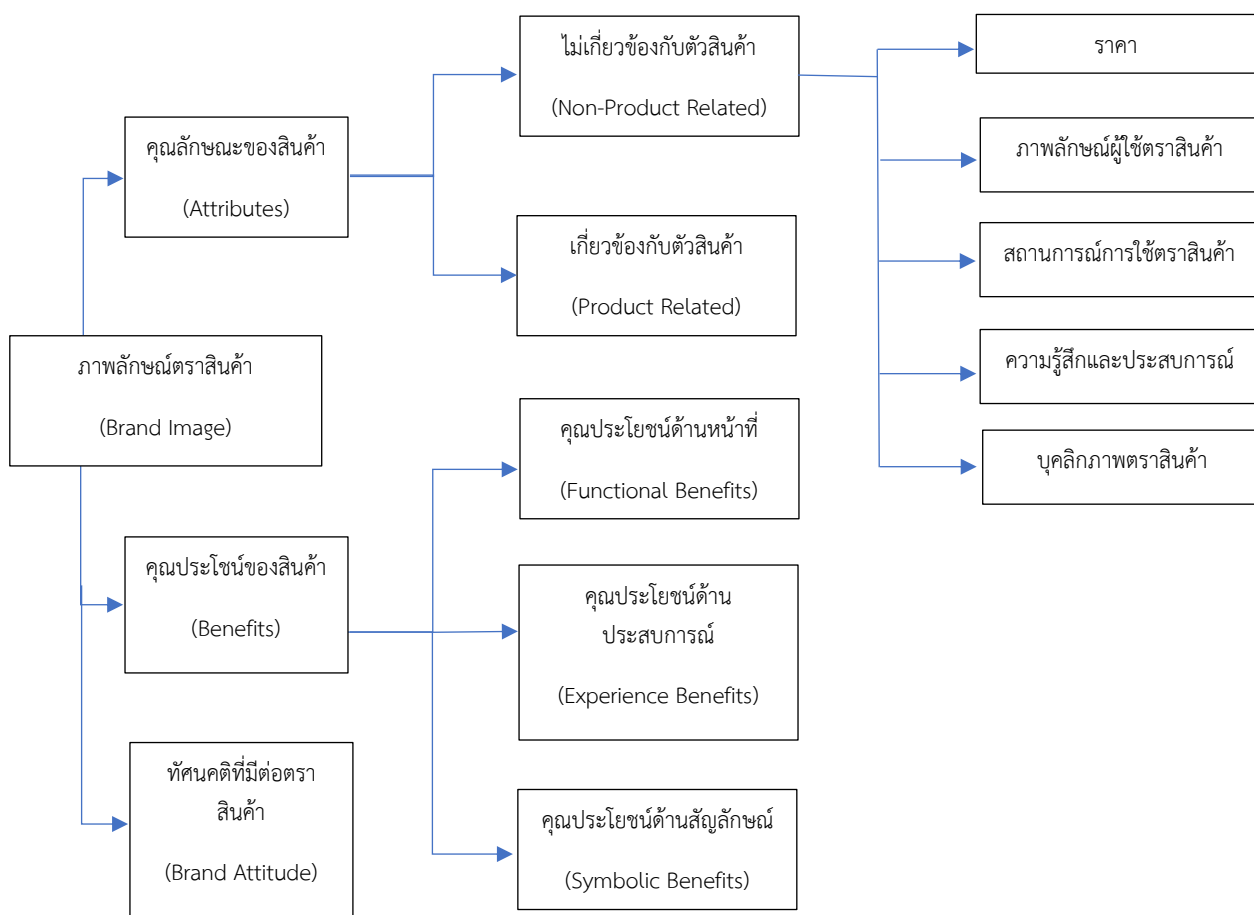 ไม่เกี่ยวข้องกับตัวสินค้า
(Non-Product Related)
ราคา
คุณลักษณะของสินค้า
(Attributes)
ภาพลักษณ์ผู้ใช้ตราสินค้า
เกี่ยวข้องกับตัวสินค้า
(Product Related)
สถานการณ์การใช้ตราสินค้า
ภาพลักษณ์ตราสินค้า
(Brand Image)
ความรู้สึกและประสบการณ์
คุณประโยชน์ด้านหน้าที่
(Functional Benefits)
บุคลิกภาพตราสินค้า
คุณประโชน์ของสินค้า
(Benefits)
คุณประโยชน์ด้าน
ประสบการณ์
(Experience Benefits)
ทัศนคติที่มีต่อตรา
สินค้า
(Brand Attitude)
คุณประโยชน์ด้านสัญลักษณ์
(Symbolic Benefits)